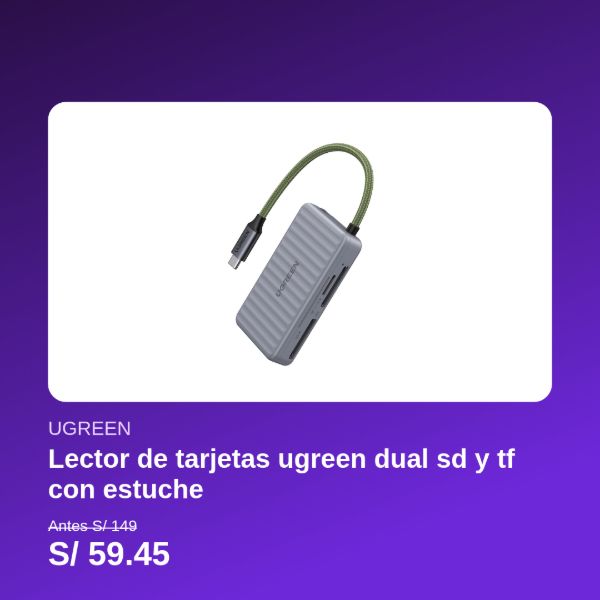 UGREEN
UGREEN
Lector de tarjetas ugreen dual sd y tf
con estuche
Antes S/ 149
S/ 59.45